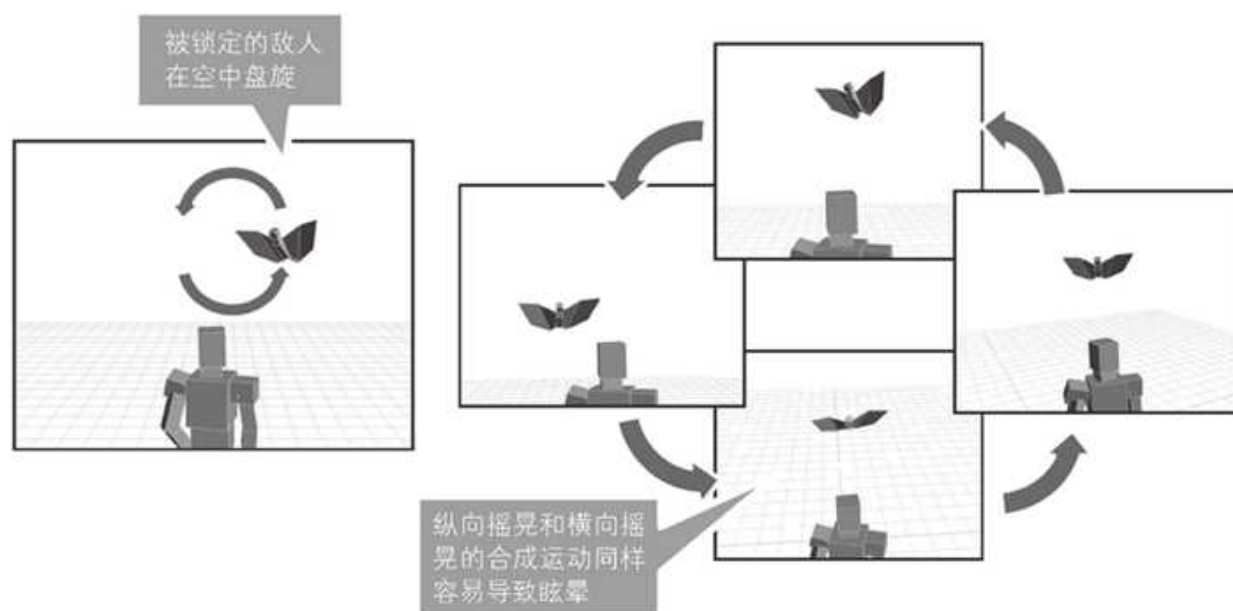 被锁定的敌人
在空中盘旋
纵向摇晃和横向摇
晃的合成运动同样
容易导致眩晕